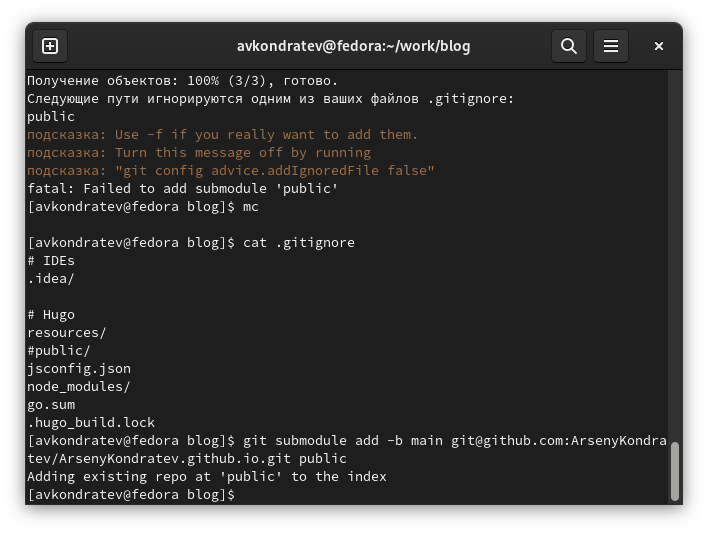 avkondratev@fedora:~/work/blog
Получение объектов: 100% (3/3), готово.
Следующие пути игнорируются одним из ваших файлов .gitignore:
public
подсказка: Use -f if you really want to add them.
подсказка: Turn this message off by running
подсказка: "git config advice.addIgnoredFile false"
fatal: Failed to add submodule 'public'
[avkondratev@fedora blog]$ mc
[avkondratev@fedora blog]$ cat .gitignore
# IDEs
.idea/
# Hugo
resources/
#public/
jsconfig.json
node_modules/
go.sum
.hugo_build.lock
[avkondratev@fedora blog]$ git submodule add -b main git@github.com:ArsenyKondra
tev/ArsenyKondratev.github.io.git public
Adding existing repo at 'public' to the index
[avkondratev@fedora blog]$